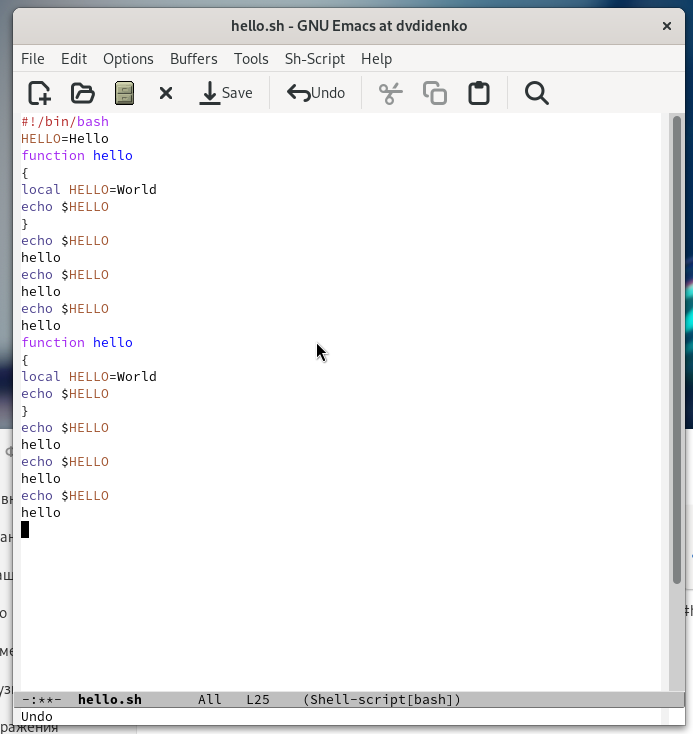 hello.sh - GNU Emacs at dvdidenko
File Edit Options Buffers Tools Sh-Script Help
Save Undo
#!/bin/bash
HELLO=Hello
function hello
{
local HELLO=World
echo $HELLO
}
echo $HELLO
hello
echo $HELLO
hello
echo $HELLO
hello
function hello
{
local HELLO=World
echo $HELLO
}
echo $HELLO
hello
echo $HELLO
hello
echo $HELLO
hello
-:**- hello.sh All L25 (Shell-script[bash])
Undo